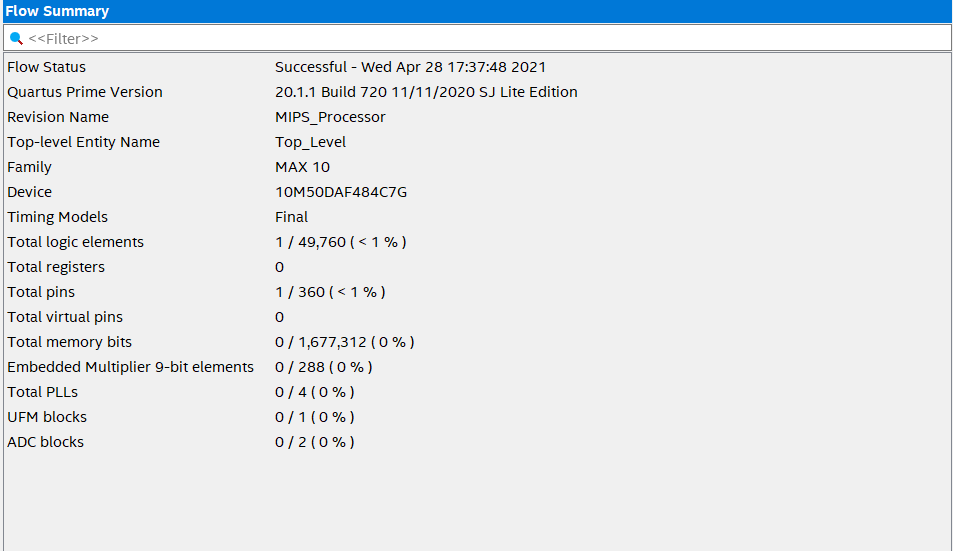 Flow Summary
<<Filter>>
Flow Status Successful - Wed Apr 28 17:37:48 2021
Quartus Prime Version 20.1.1 Build 720 11/11/2020 SJ Lite Edition
Revision Name MIPS_Processor
Top-level Entity Name Top_Level
Family MAX 10
Device 10M50DAF484C7G
Timing Models Final
Total logic elements 1 / 49,760 ( < 1 % )
Total registers 0
Total pins 1 / 360 ( < 1 % )
Total virtual pins 0
Total memory bits 0 / 1,677,312 ( 0 % )
Embedded Multiplier 9-bit elements 0 / 288 ( 0 % )
Total PLLs 0 / 4 ( 0 % )
UFM blocks 0 / 1 ( 0 % )
ADC blocks 0 / 2 ( 0 % )